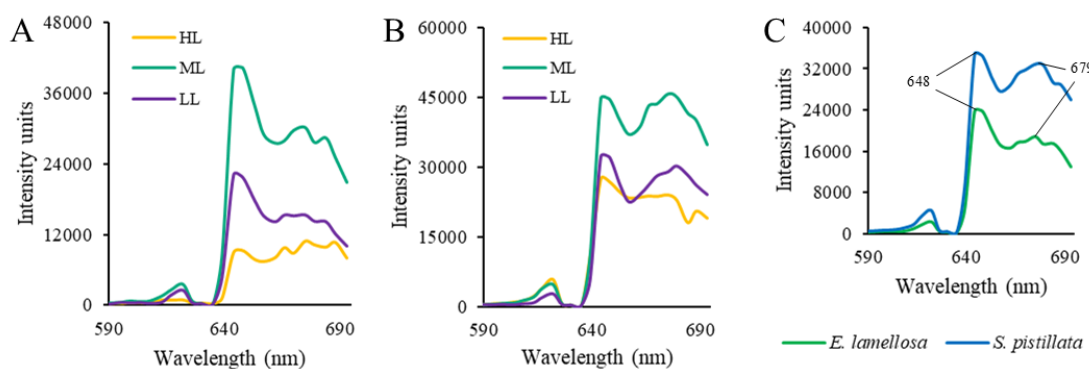 A
Intensity units
48000
36000
24000
12000
0
HL
ML
LL
590
640
690
Wavelength (nm)
B
Intensity units
60000
45000
30000
15000
0
HL
ML
LL
590
640
690
Wavelength (nm)
C
Intensity units
40000
32000
24000
16000
8000
0
648
679
590
640
690
Wavelength (nm)
E. lamellosa
S. pistillata